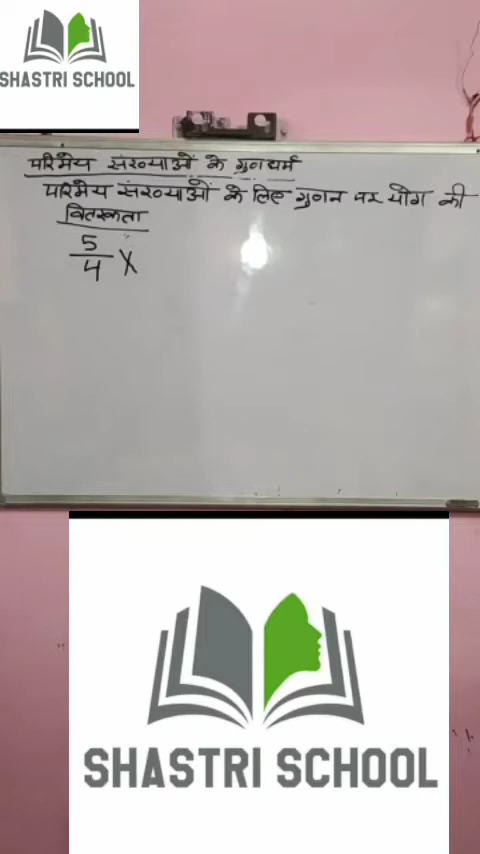 SHASTRI SCHOOL
परिमेय संख्याओं के गुणधर्म
परिमेय संख्याओं के लिए गुणन पर योग की
वितरकता
5/4 X
SHASTRI SCHOOL